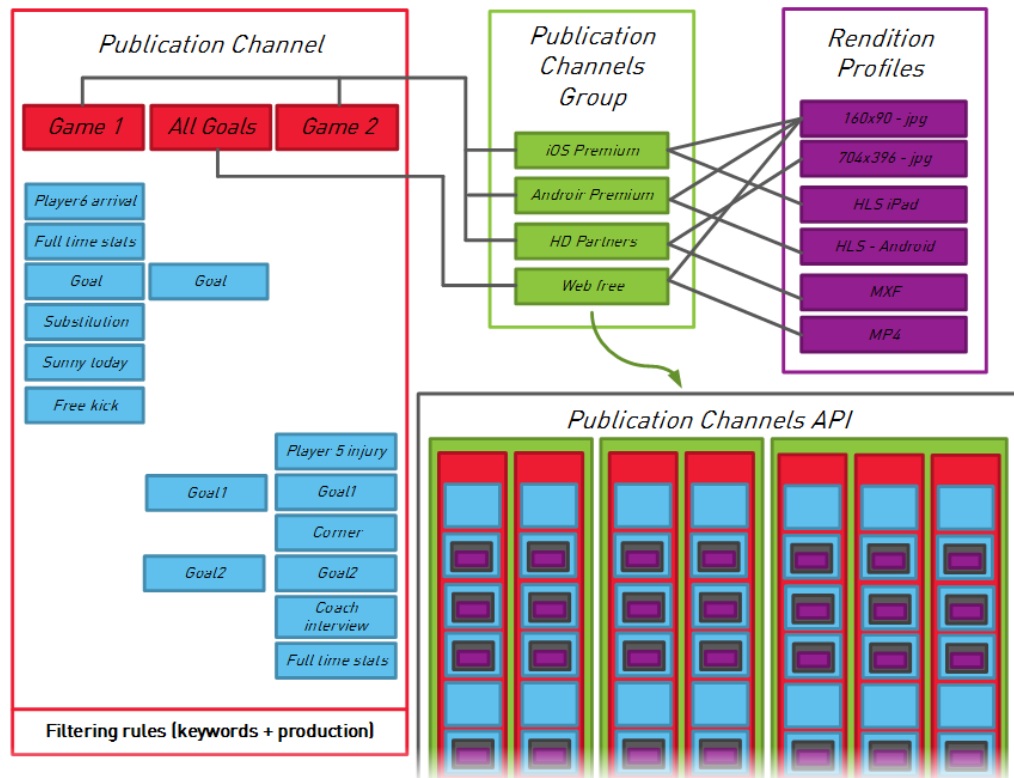 Publication Channel
Game 1
All Goals
Game 2
Player6 arrival
Full time stats
Goal
Goal
Substitution
Sunny today
Free kick
Player 5 injury
Goal1
Goal1
Corner
Goal2
Goal2
Coach
interview
Full time stats
Filtering rules (keywords + production)
Publication
Channels
Group
iOS Premium
Androir Premium
HD Partners
Web free
Rendition
Profiles
160x90 - jpg
704x396 - jpg
HLS iPad
HLS - Android
MXF
MP4
Publication Channels API